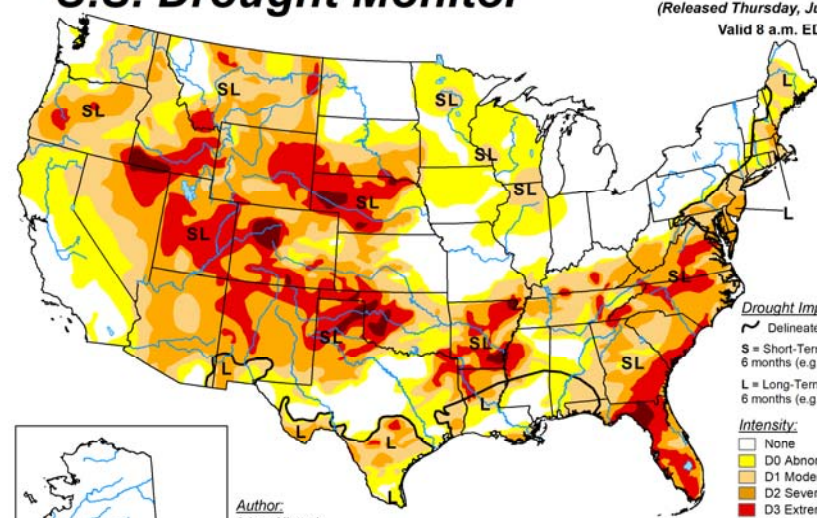 U.S. Drought Monitor
(Released Thursday, Ju
Valid 8 a.m. ED
SL
SL
SL
SL
L
SL
SL
L
SL
SL
SL
SL
SL
L
L
L
L
L
Drought Imp
Delineate
S = Short-Term
6 months (e.g.
L = Long-Term
6 months (e.g.
Intensity:
None
D0 Abnor
D1 Mode
D2 Sever
D3 Extrem
Author: